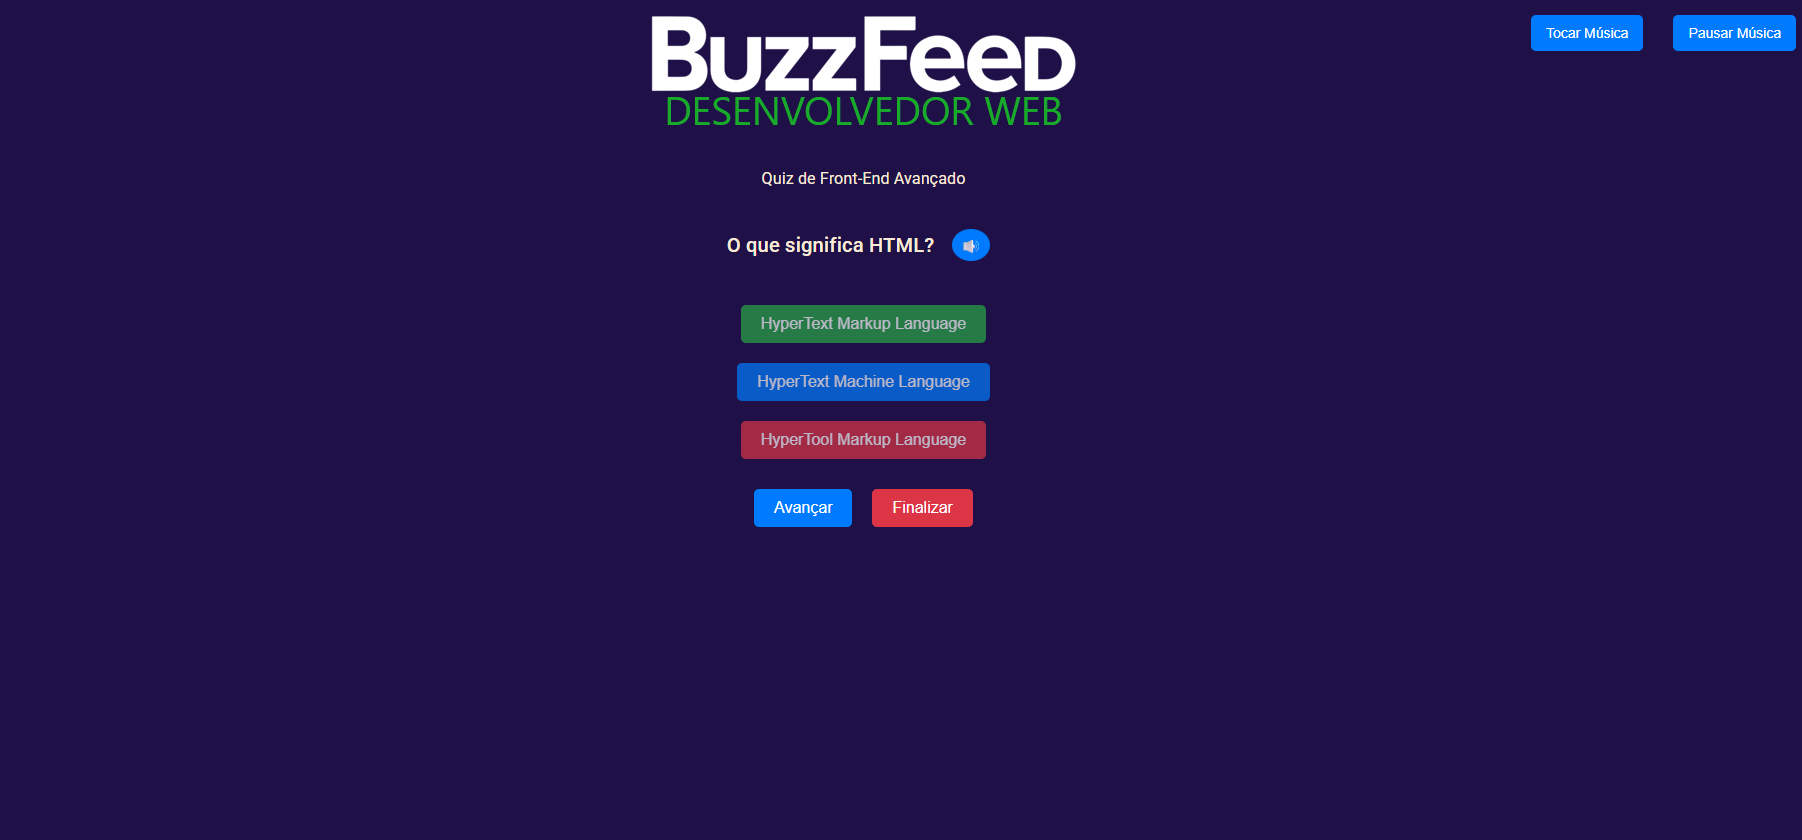 BUZZFEED
DESENVOLVEDOR WEB
Tocar Música
Pausar Música
Quiz de Front-End Avançado
O que significa HTML?
HyperText Markup Language
HyperText Machine Language
HyperTool Markup Language
Avançar
Finalizar